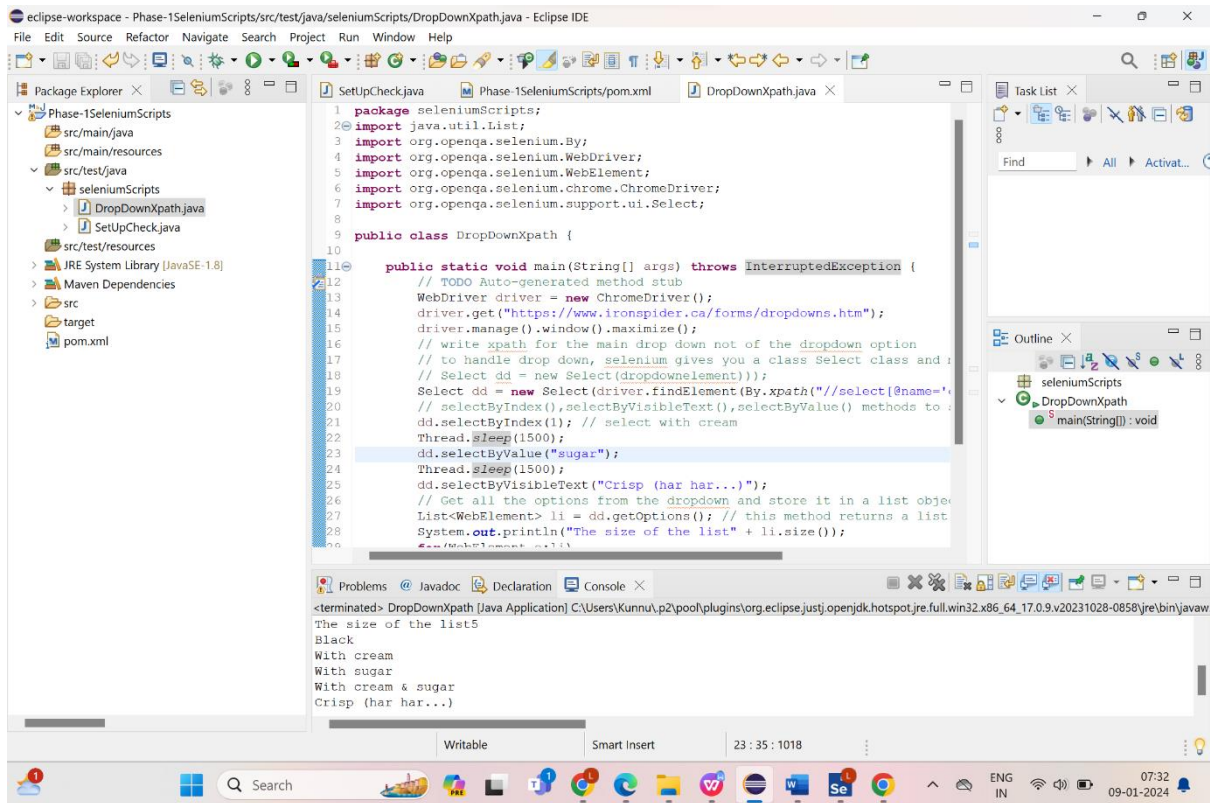 eclipse-workspace - Phase-1SeleniumScripts/src/test/java/seleniumScripts/DropDownXpath.java - Eclipse IDE
File Edit Source Refactor Navigate Search Project Run Window Help
Package Explorer
Phase-1SeleniumScripts
src/main/java
src/main/resources
src/test/java
seleniumScripts
DropDownXpath.java
SetUpCheck.java
src/test/resources
JRE System Library [JavaSE-1.8]
Maven Dependencies
src
target
pom.xml
SetUpCheck.java Phase-1SeleniumScripts/pom.xml DropDownXpath.java
1 package seleniumScripts;
2 import java.util.List;
3 import org.openqa.selenium.By;
4 import org.openqa.selenium.WebDriver;
5 import org.openqa.selenium.WebElement;
6 import org.openqa.selenium.chrome.ChromeDriver;
7 import org.openqa.selenium.support.ui.Select;
8
9 public class DropDownXpath {
10
11 public static void main(String[] args) throws InterruptedException {
12 // TODO Auto-generated method stub
13 WebDriver driver = new ChromeDriver();
14 driver.get("https://www.ironspider.ca/forms/dropdowns.htm");
15 driver.manage().window().maximize();
16 // write xpath for the main drop down not of the dropdown option
17 // to handle drop down, selenium gives you a class Select class and
18 // Select dd = new Select(dropdownelement)));
19 Select dd = new Select(driver.findElement(By.xpath("//select[@name='
20 // selectByIndex(),selectByVisibleText(),selectByValue() methods to
21 dd.selectByIndex(1); // select with cream
22 Thread.sleep(1500);
23 dd.selectByValue("sugar");
24 Thread.sleep(1500);
25 dd.selectByVisibleText("Crisp (har har...)");
26 // Get all the options from the dropdown and store it in a list obje
27 List<WebElement> li = dd.getOptions(); // this method returns a list
28 System.out.println("The size of the list" + li.size());
29 for(WebElement e:li)
Task List
Find All Activat...
Outline
seleniumScripts
DropDownXpath
main(String[]) : void
Problems Javadoc Declaration Console
<terminated> DropDownXpath [Java Application] C:\Users\Kunnu\.p2\pool\plugins\org.eclipse.justj.openjdk.hotspot.jre.full.win32.x86_64_17.0.9.v20231028-0858\jre\bin\javaw
The size of the list5
Black
With cream
With sugar
With cream & sugar
Crisp (har har...)
Writable Smart Insert 23 : 35 : 1018
Search
ENG
IN
07:32
09-01-2024